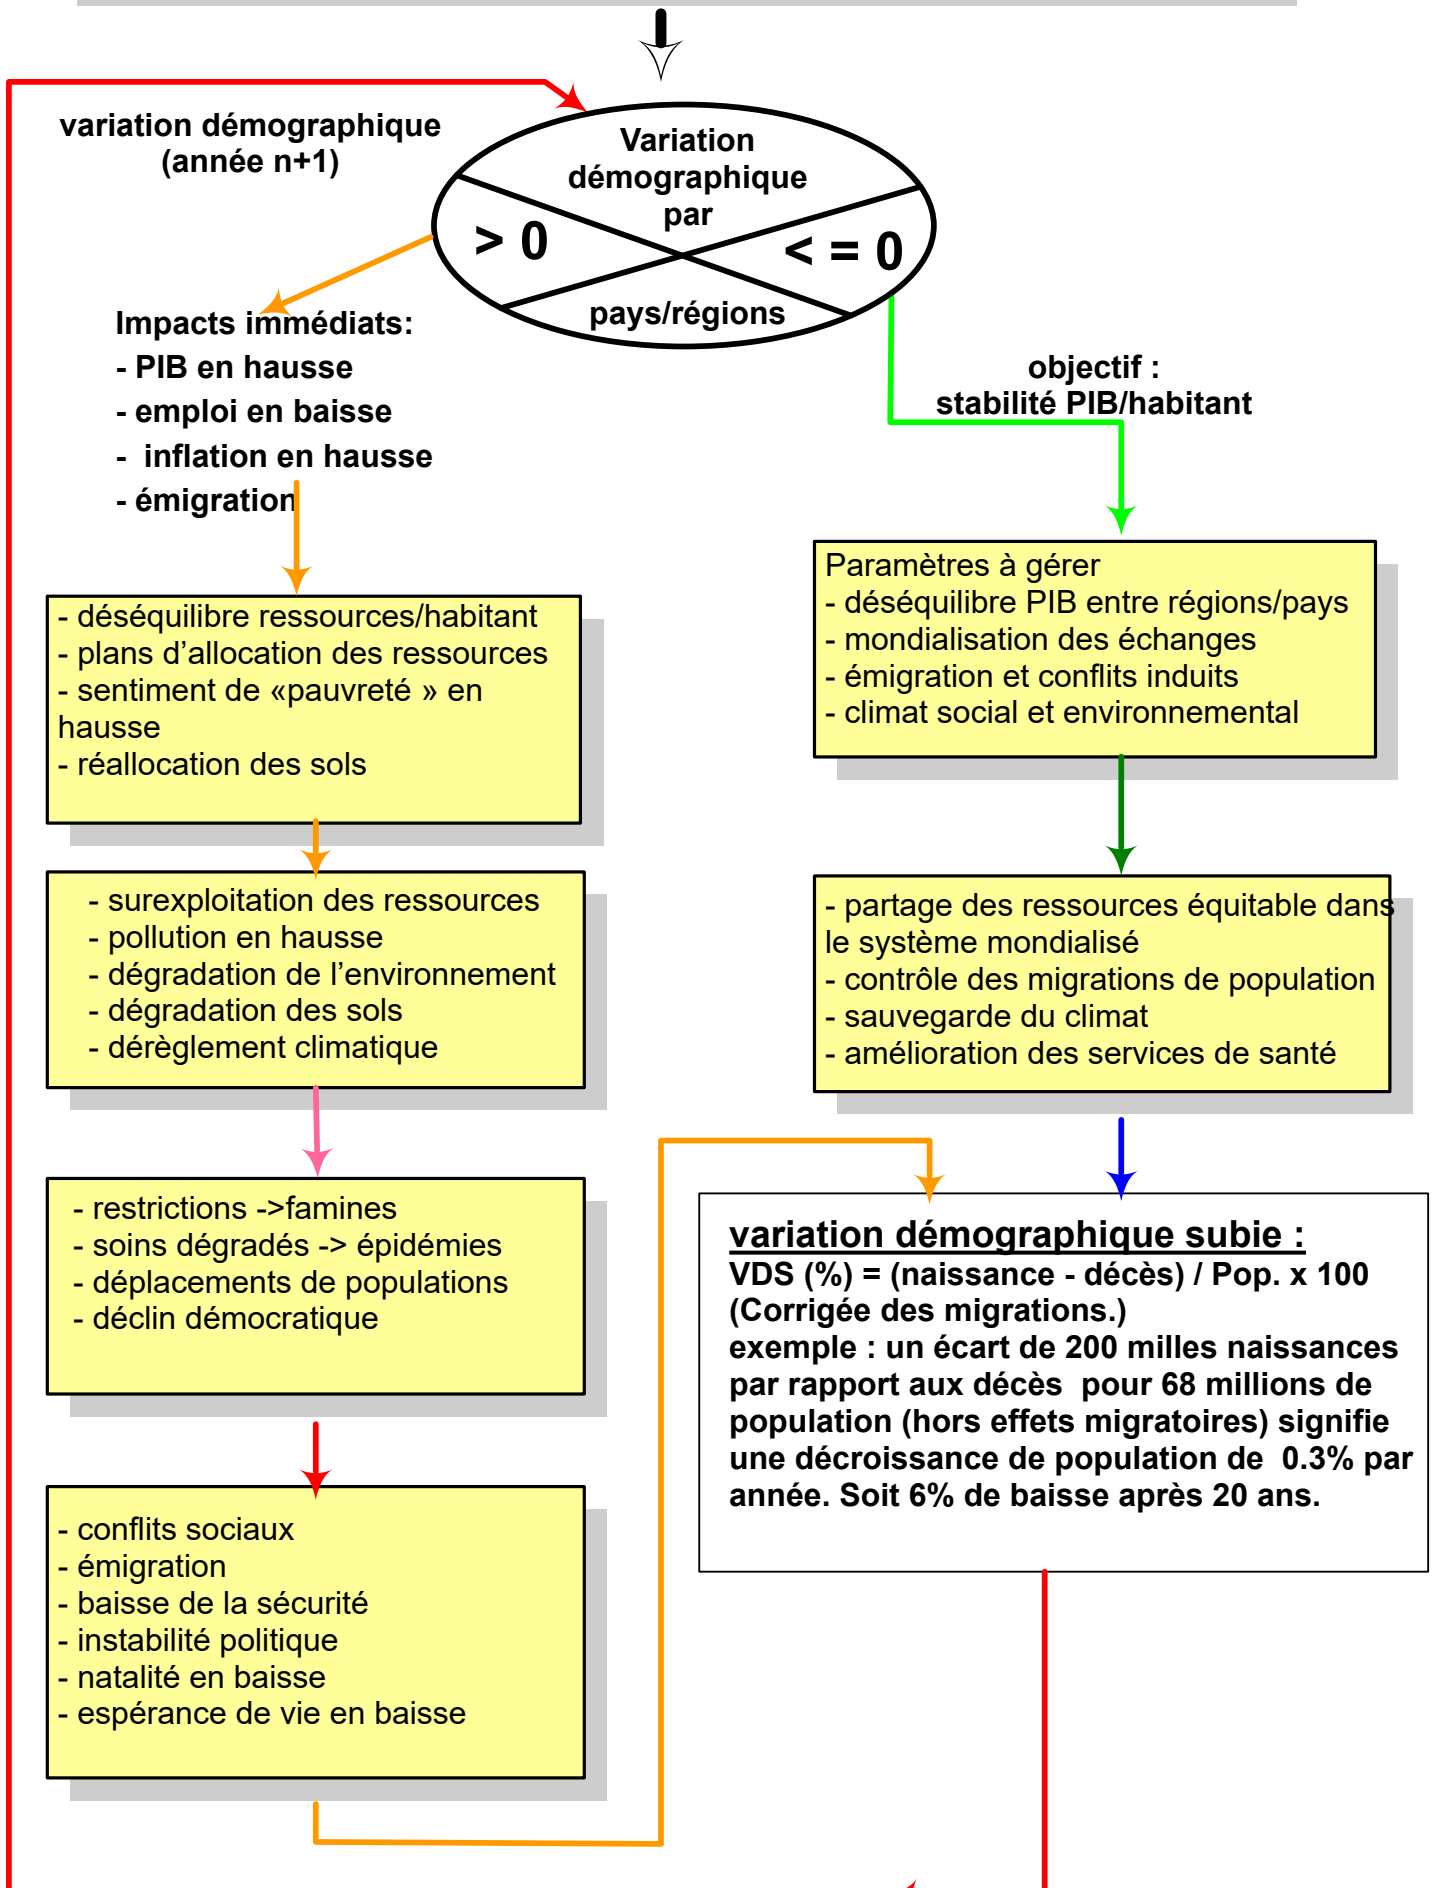 variation démographique
(année n+1)
Variation
démographique
par
> 0
< = 0
pays/régions
Impacts immédiats:
- PIB en hausse
- emploi en baisse
-  inflation en hausse
- émigration
objectif :
stabilité PIB/habitant
- déséquilibre ressources/habitant
- plans d’allocation des ressources
- sentiment de «pauvreté » en
hausse
- réallocation des sols
Paramètres à gérer
- déséquilibre PIB entre régions/pays
- mondialisation des échanges
- émigration et conflits induits
- climat social et environnemental
- surexploitation des ressources
- pollution en hausse
- dégradation de l’environnement
- dégradation des sols
- dérèglement climatique
- partage des ressources équitable dans
le système mondialisé
- contrôle des migrations de population
- sauvegarde du climat
- amélioration des services de santé
- restrictions ->famines
- soins dégradés -> épidémies
- déplacements de populations
- déclin démocratique
variation démographique subie :
VDS (%) = (naissance - décès) / Pop. x 100
(Corrigée des migrations.)
exemple : un écart de 200 milles naissances
par rapport aux décès  pour 68 millions de
population (hors effets migratoires) signifie
une décroissance de population de  0.3% par
année. Soit 6% de baisse après 20 ans.
- conflits sociaux
- émigration
- baisse de la sécurité
- instabilité politique
- natalité en baisse
- espérance de vie en baisse